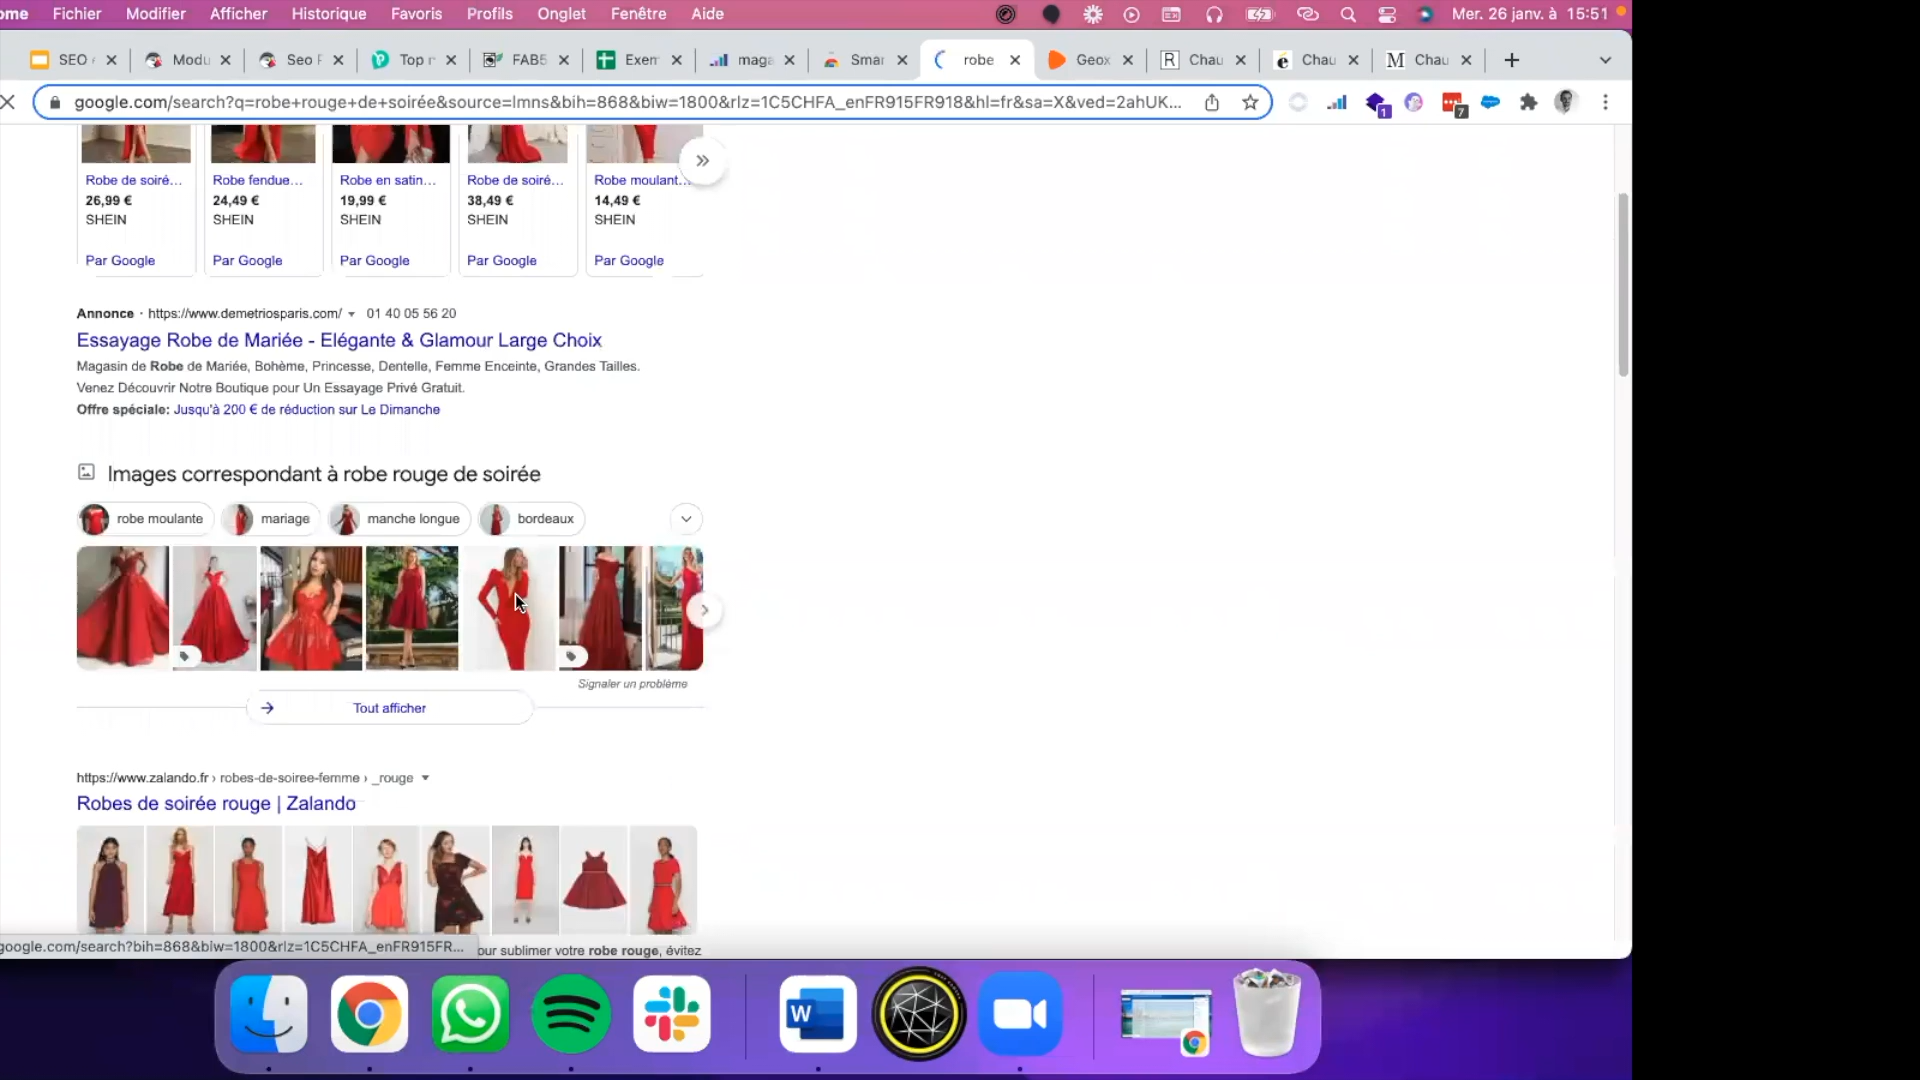 ome Fichier Modifier Afficher Historique Favoris Profils Onglet Fenêtre Aide Mer. 26 janv. à 15:51
SEO Modu Seo F Top r FAB5 Exem maga Smar robe Geox Chau Chau Chau
google.com/search?q=robe+rouge+de+soirée&source=lmns&bih=868&biw=1800&rlz=1C5CHFA_enFR915FR918&hl=fr&sa=X&ved=2ahUK... 1 7
Robe de soiré... Robe fendue... Robe en satin... Robe de soiré... Robe moulant...
26,99 € 24,49 € 19,99 € 38,49 € 14,49 €
SHEIN SHEIN SHEIN SHEIN SHEIN
Par Google Par Google Par Google Par Google Par Google
Annonce · https://www.demetriosparis.com/ 01 40 05 56 20
Essayage Robe de Mariée - Elégante & Glamour Large Choix
Magasin de Robe de Mariée, Bohème, Princesse, Dentelle, Femme Enceinte, Grandes Tailles.
Venez Découvrir Notre Boutique pour Un Essayage Privé Gratuit.
Offre spéciale: Jusqu'à 200 € de réduction sur Le Dimanche
Images correspondant à robe rouge de soirée
robe moulante mariage manche longue bordeaux
Signaler un problème
Tout afficher
https://www.zalando.fr › robes-de-soiree-femme › _rouge
Robes de soirée rouge | Zalando
google.com/search?bih=868&biw=1800&rlz=1C5CHFA_enFR915FR... our sublimer votre robe rouge, évitez
W